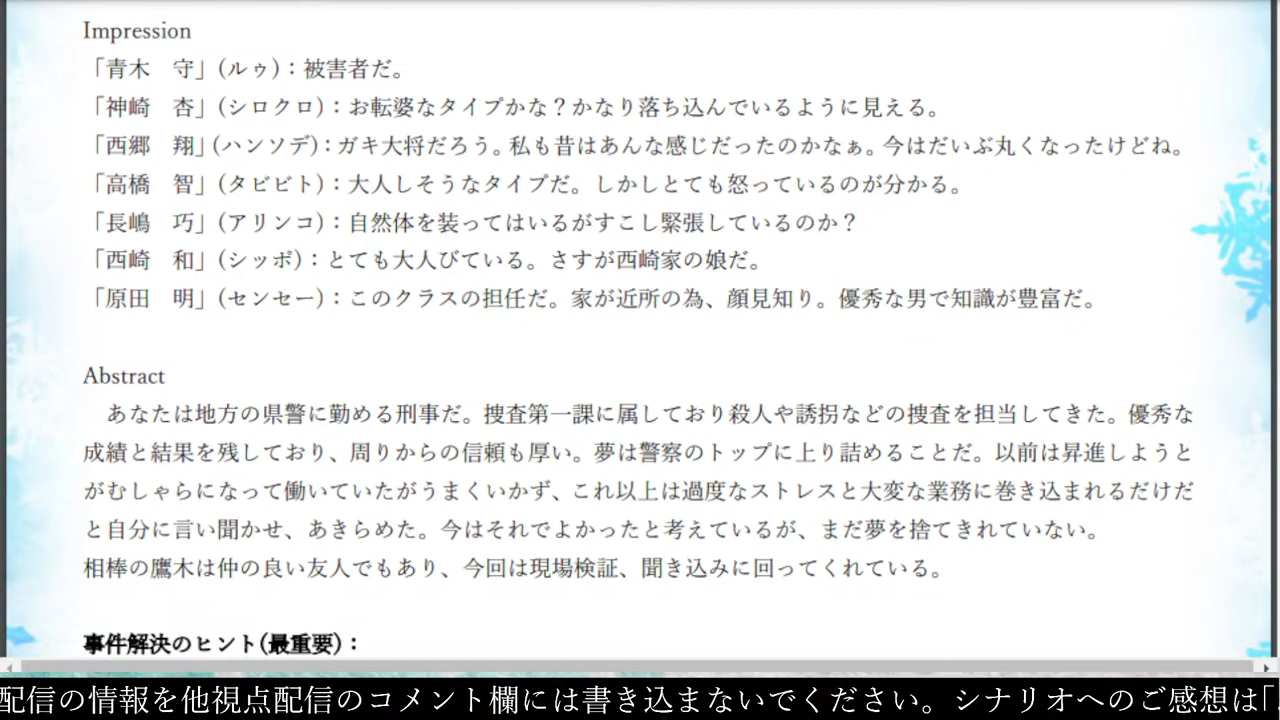 Impression
「青木　守」(ルゥ)：被害者だ。
「神崎　杏」(シロクロ)：お転婆なタイプかな？かなり落ち込んでいるように見える。
「西郷　翔」(ハンソデ)：ガキ大将だろう。私も昔はあんな感じだったのかなぁ。今はだいぶ丸くなったけどね。
「高橋　智」(タビビト)：大人しそうなタイプだ。しかしとても怒っているのが分かる。
「長嶋　巧」(アリンコ)：自然体を装ってはいるがすこし緊張しているのか？
「西崎　和」(シッポ)：とても大人びている。さすが西崎家の娘だ。
「原田　明」(センセー)：このクラスの担任だ。家が近所の為、顔見知り。優秀な男で知識が豊富だ。
Abstract
　あなたは地方の県警に勤める刑事だ。捜査第一課に属しており殺人や誘拐などの捜査を担当してきた。優秀な
成績と結果を残しており、周りからの信頼も厚い。夢は警察のトップに上り詰めることだ。以前は昇進しようと
がむしゃらになって働いていたがうまくいかず、これ以上は過度なストレスと大変な業務に巻き込まれるだけだ
と自分に言い聞かせ、あきらめた。今はそれでよかったと考えているが、まだ夢を捨てきれていない。
相棒の鷹木は仲の良い友人でもあり、今回は現場検証、聞き込みに回ってくれている。
事件解決のヒント(最重要)：
配信の情報を他視点配信のコメント欄には書き込まないでください。シナリオへのご感想は「